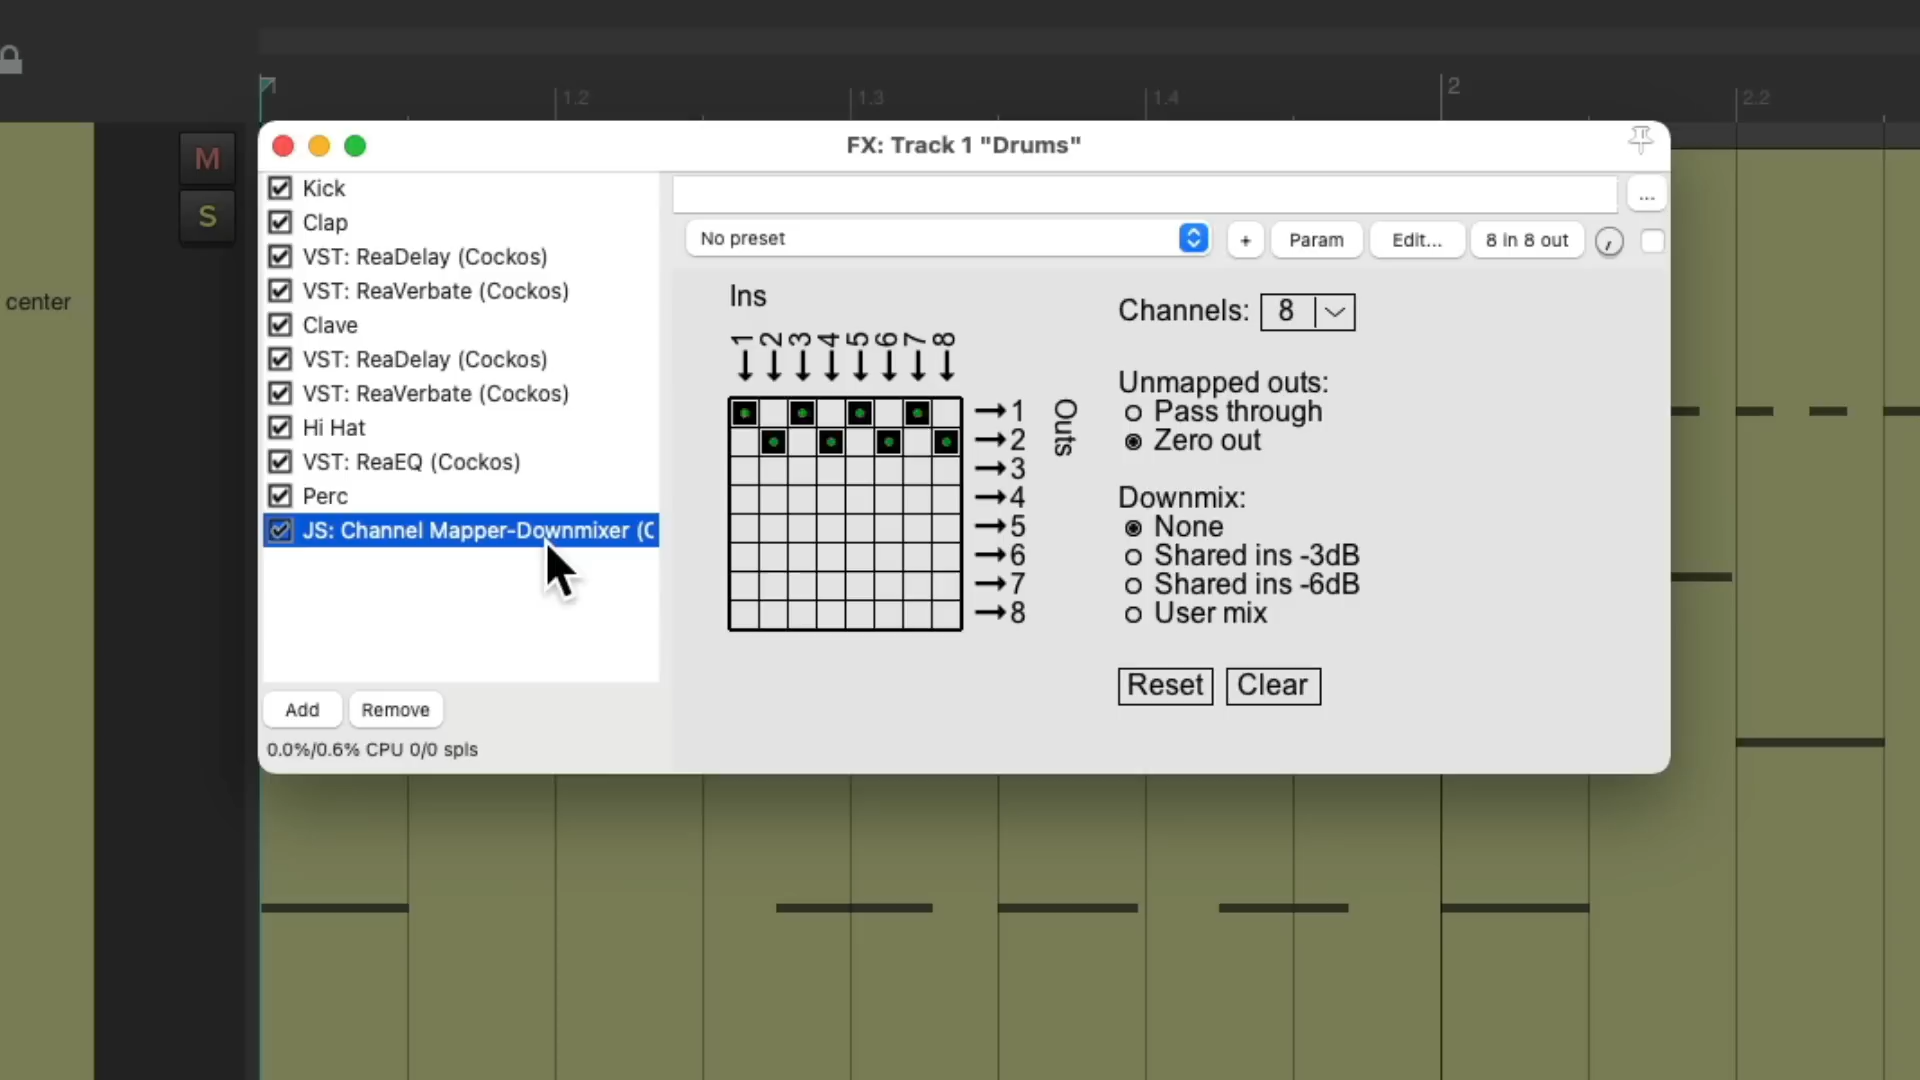 1.2
1.3
1.4
2
2.2
M
S
center
FX: Track 1 "Drums"
Kick
Clap
VST: ReaDelay (Cockos)
VST: ReaVerbate (Cockos)
Clave
VST: ReaDelay (Cockos)
VST: ReaVerbate (Cockos)
Hi Hat
VST: ReaEQ (Cockos)
Perc
JS: Channel Mapper-Downmixer (C
Add
Remove
0.0%/0.6% CPU 0/0 spls
...
No preset
+
Param
Edit...
8 in 8 out
Ins
1 2 3 4 5 6 7 8
1
2
3
4
5
6
7
8
Outs
Channels: 8
Unmapped outs:
Pass through
Zero out
Downmix:
None
Shared ins -3dB
Shared ins -6dB
User mix
Reset
Clear